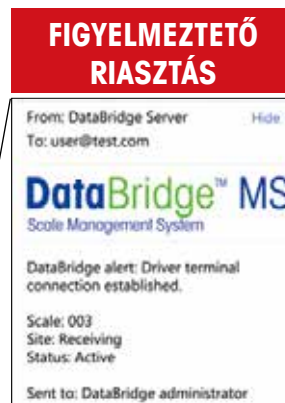 FIGYELMEZTETŐ
RIASZTÁS
From: DataBridge Server Hide
To: user@test.com
DataBridge™ MS
Scale Management System
DataBridge alert: Driver terminal
connection established.
Scale: 003
Site: Receiving
Status: Active
Sent to: DataBridge administrator